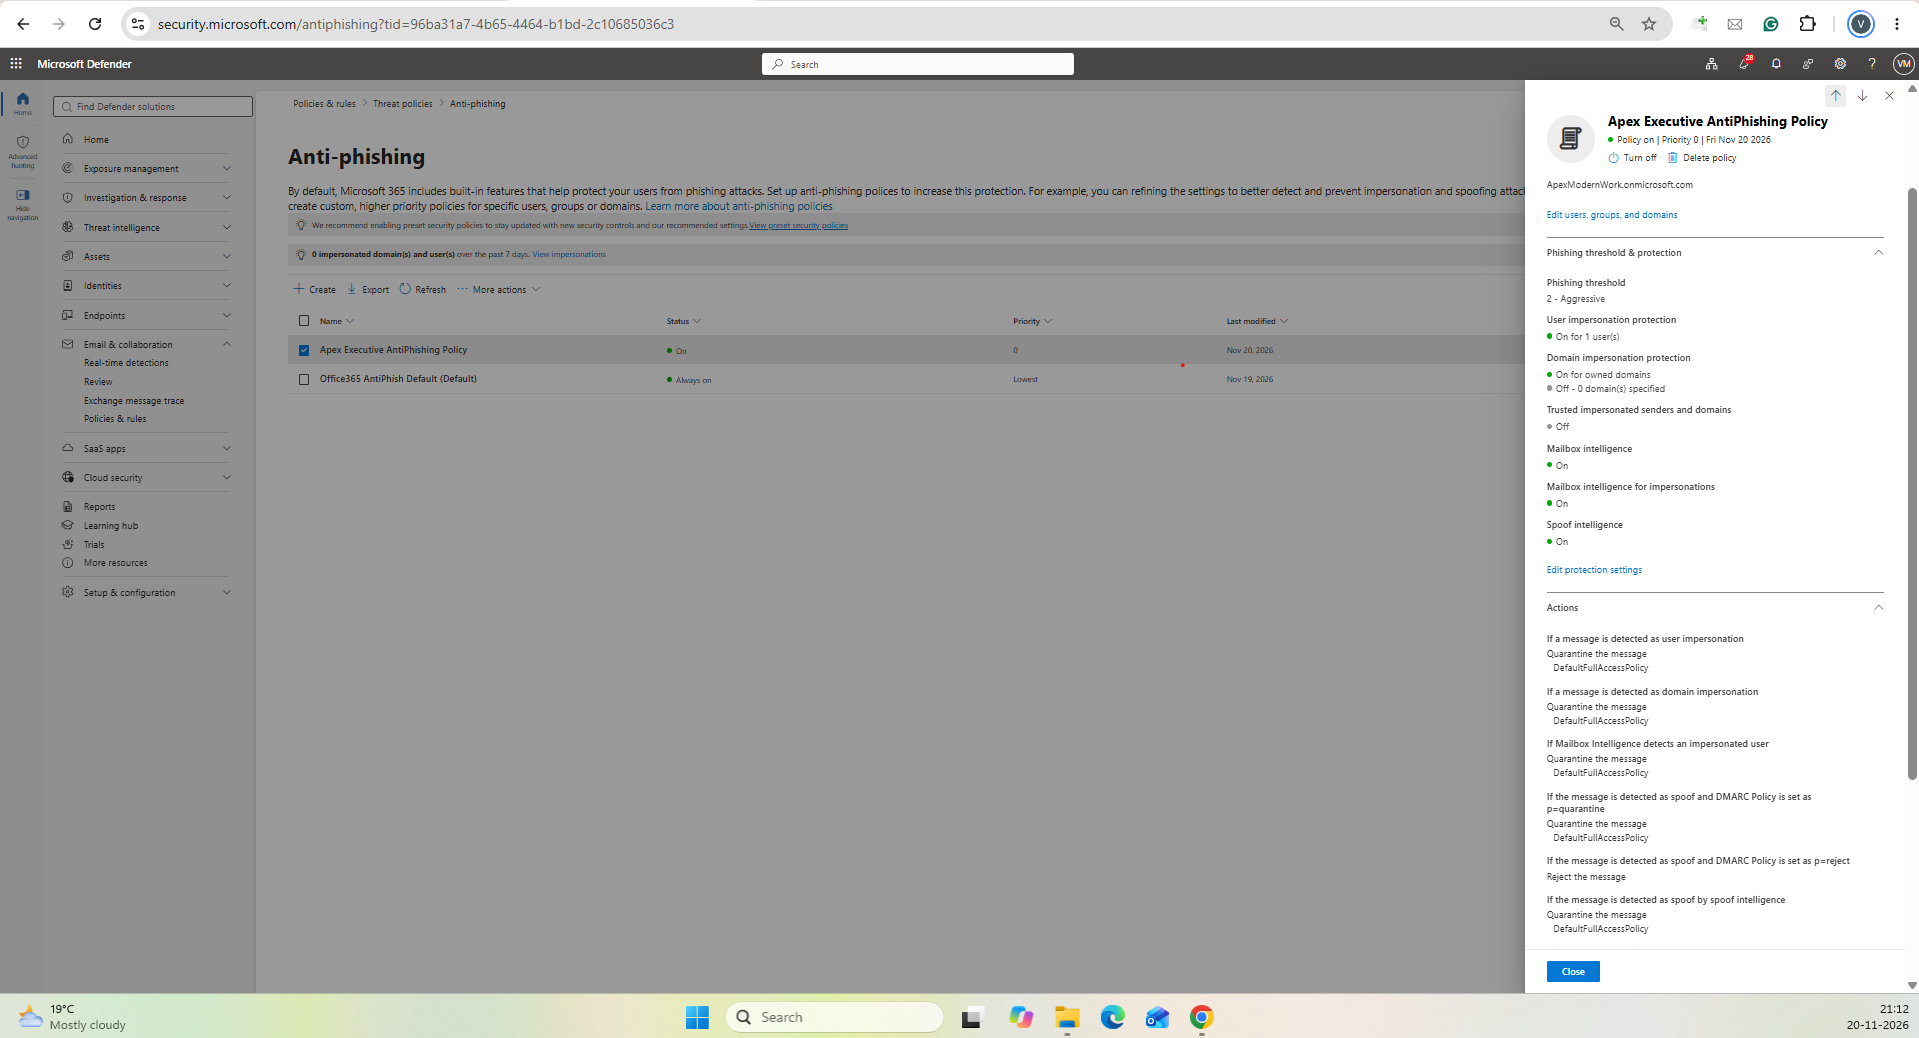 security.microsoft.com/antiphishing?tid=96ba31a7-4b65-4464-b1bd-2c10685036c3
V
Microsoft Defender
Search
28
VM
Home
Advanced hunting
Hide navigation
Find Defender solutions
Home
Exposure management
Investigation & response
Threat intelligence
Assets
Identities
Endpoints
Email & collaboration
Real-time detections
Review
Exchange message trace
Policies & rules
SaaS apps
Cloud security
Reports
Learning hub
Trials
More resources
Setup & configuration
Policies & rules > Threat policies > Anti-phishing
Anti-phishing
By default, Microsoft 365 includes built-in features that help protect your users from phishing attacks. Set up anti-phishing polices to increase this protection. For example, you can refining the settings to better detect and prevent impersonation and spoofing attack
create custom, higher priority policies for specific users, groups or domains. Learn more about anti-phishing policies
We recommend enabling preset security policies to stay updated with new security controls and our recommended settings.View preset security policies
0 impersonated domain(s) and user(s) over the past 7 days. View impersonations
Create Export Refresh ... More actions
Name Status Priority Last modified
Apex Executive AntiPhishing Policy On 0 Nov 20, 2026
Office365 AntiPhish Default (Default) Always on Lowest Nov 19, 2026
Apex Executive AntiPhishing Policy
Policy on | Priority 0 | Fri Nov 20 2026
Turn off Delete policy
ApexModernWork.onmicrosoft.com
Edit users, groups, and domains
Phishing threshold & protection
Phishing threshold
2 - Aggressive
User impersonation protection
On for 1 user(s)
Domain impersonation protection
On for owned domains
Off - 0 domain(s) specified
Trusted impersonated senders and domains
Off
Mailbox intelligence
On
Mailbox intelligence for impersonations
On
Spoof intelligence
On
Edit protection settings
Actions
If a message is detected as user impersonation
Quarantine the message
DefaultFullAccessPolicy
If a message is detected as domain impersonation
Quarantine the message
DefaultFullAccessPolicy
If Mailbox Intelligence detects an impersonated user
Quarantine the message
DefaultFullAccessPolicy
If the message is detected as spoof and DMARC Policy is set as
p=quarantine
Quarantine the message
DefaultFullAccessPolicy
If the message is detected as spoof and DMARC Policy is set as p=reject
Reject the message
If the message is detected as spoof by spoof intelligence
Quarantine the message
DefaultFullAccessPolicy
Close
19°C
Mostly cloudy
Search
21:12
20-11-2026